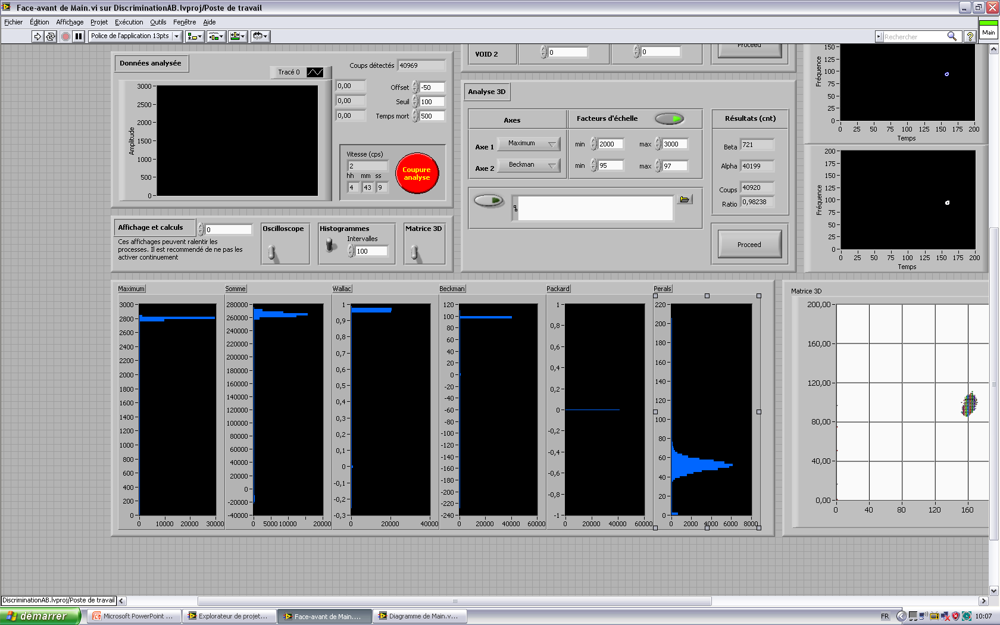 Face-avant de Main.vi sur DiscriminationAB.lvproj/Poste de travail
Fichier Édition Affichage Projet Exécution Outils Fenêtre Aide
Police de l'application 13pts
Rechercher
?
Main
Données analysée
Tracé 0
Coups détectés 40969
Amplitude
3000
2500
2000
1500
1000
500
0
0,00
0,00
0,00
Offset -50
Seuil 100
Temps mort 500
Vitesse (cps)
2
hh mm ss
4 43 9
Coupure
analyse
VOID 2 0 0
Proceed
Analyse 3D
Axes
Facteurs d'échelle
Résultats (cnt)
Axe 1 Maximum min 2000 max 3000
Axe 2 Beckman min 95 max 97
Beta 721
Alpha 40199
Coups 40920
Ratio 0,98238
Proceed
Fréquence
150
125
100
75
50
25
0
0 25 50 75 100 125 150 175 200
Temps
Fréquence
200
175
150
125
100
75
50
25
0
0 25 50 75 100 125 150 175 200
Temps
Affichage et calculs 0
Ces affichages peuvent ralentir les
processes. Il est recommendé de ne pas les
activer continuement
Oscilloscope
Histogrammes
Intervalles
100
Matrice 3D
Maximum
3000
2800
2600
2400
2200
2000
1800
1600
1400
1200
1000
800
600
400
200
0
0 10000 20000 30000
Somme
280000
260000
240000
220000
200000
180000
160000
140000
120000
100000
80000
60000
40000
20000
0
-20000
-40000
0 5000 10000 20000
Wallac
1
0,9
0,8
0,7
0,6
0,5
0,4
0,3
0,2
0,1
0
-0,1
-0,2
-0,3
0 20000 40000
Beckman
120
100
80
60
40
20
0
-20
-40
-60
-80
-100
-120
-140
-160
-180
-200
-220
-240
0 20000 40000 60000
Packard
1
0,8
0,6
0,4
0,2
0
-0,2
-0,4
-0,6
-0,8
-1
0 20000 40000 60000
Perals
220
200
180
160
140
120
100
80
60
40
20
0
0 2000 4000 6000 8000
Matrice 3D
200,00
160,00
120,00
80,00
40,00
0,00
0 40 80 120 160
DiscriminationAB.lvproj/Poste de travail
démarrer
Microsoft PowerPoint ...
Explorateur de projet...
Face-avant de Main....
Diagramme de Main.v...
FR
10:07